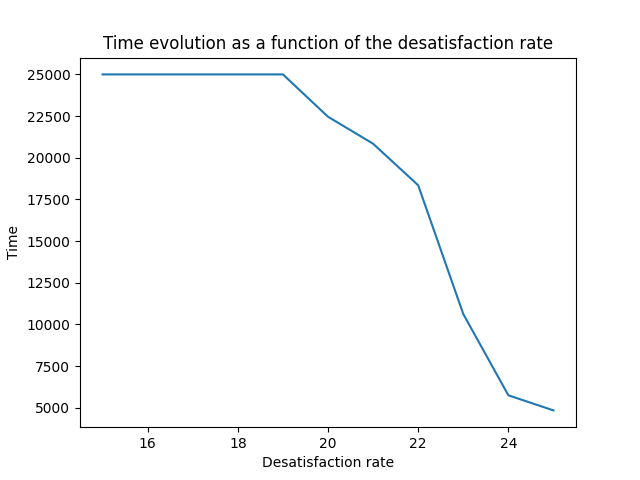 Time evolution as a function of the desatisfaction rate
25000
22500
20000
17500
15000
12500
10000
7500
5000
Time
16 18 20 22 24
Desatisfaction rate